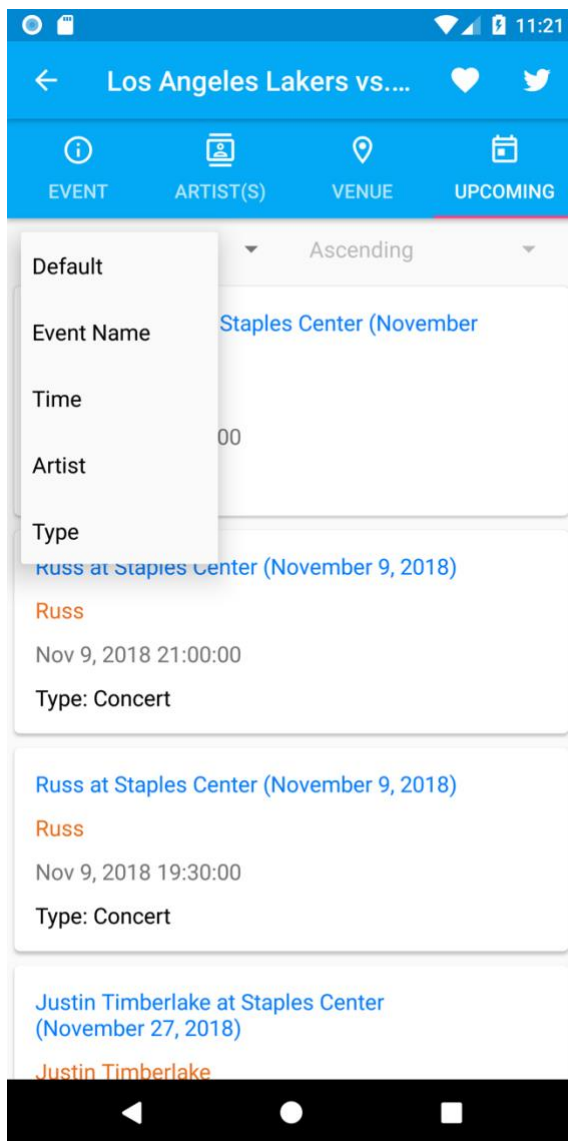 11:21
Los Angeles Lakers vs....
EVENT
ARTIST(S)
VENUE
UPCOMING
Default
Ascending
Event Name
Staples Center (November
Time
00
Artist
Type
Russ at Staples Center (November 9, 2018)
Russ
Nov 9, 2018 21:00:00
Type: Concert
Russ at Staples Center (November 9, 2018)
Russ
Nov 9, 2018 19:30:00
Type: Concert
Justin Timberlake at Staples Center
(November 27, 2018)
Justin Timberlake